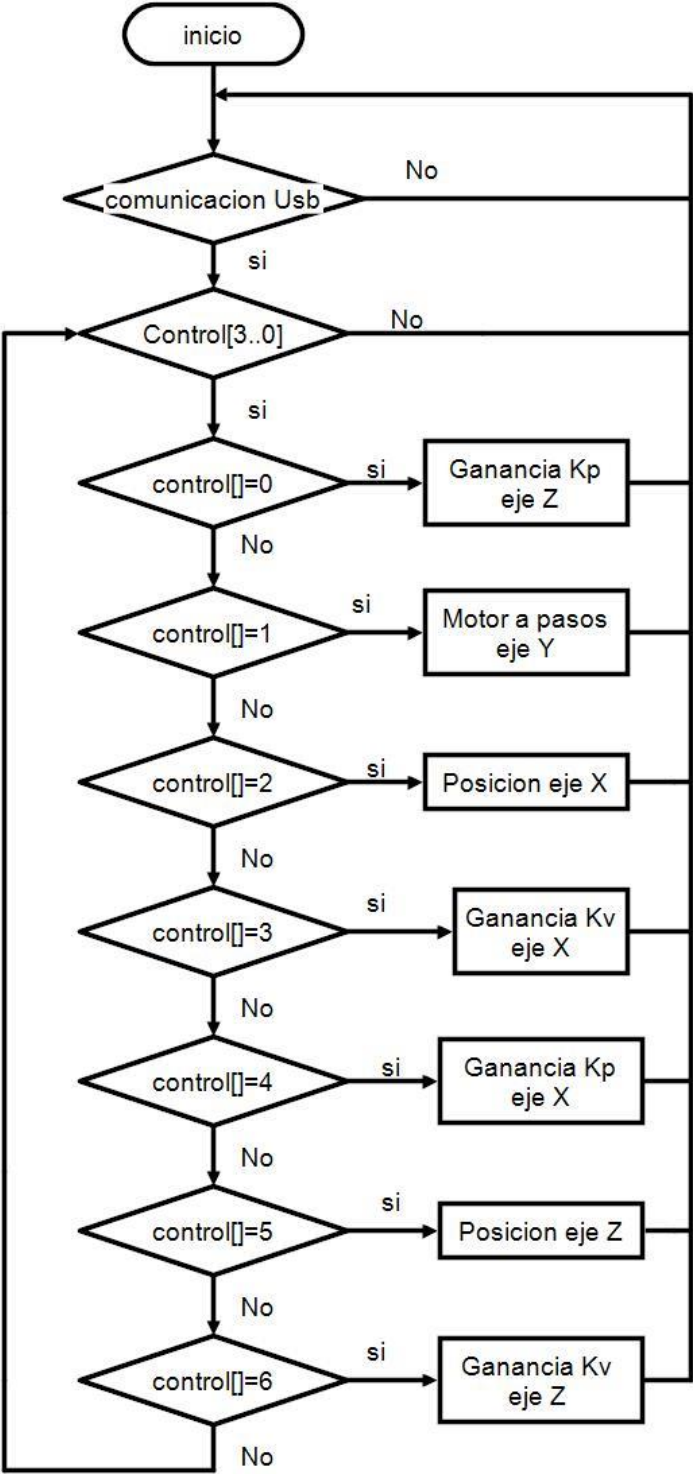 inicio
comunicacion Usb
No
si
Control[3..0]
No
si
control[]=0
si
Ganancia Kp
eje Z
No
control[]=1
si
Motor a pasos
eje Y
No
control[]=2
si
Posicion eje X
No
control[]=3
si
Ganancia Kv
eje X
No
control[]=4
si
Ganancia Kp
eje X
No
control[]=5
si
Posicion eje Z
No
control[]=6
si
Ganancia Kv
eje Z
No